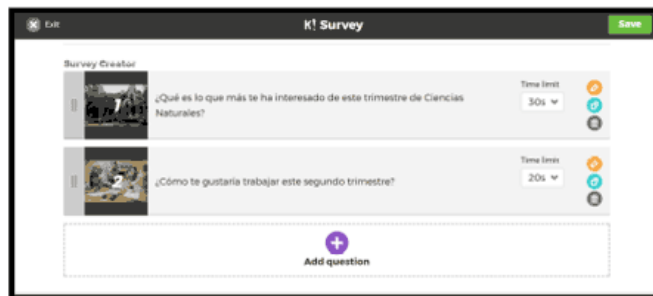 Exit
K! Survey
Save
Survey Creator
1
¿Qué es lo que más te ha interesado de este trimestre de Ciencias
Naturales?
Time limit
30s
2
¿Cómo te gustaría trabajar este segundo trimestre?
Time limit
20s
Add question